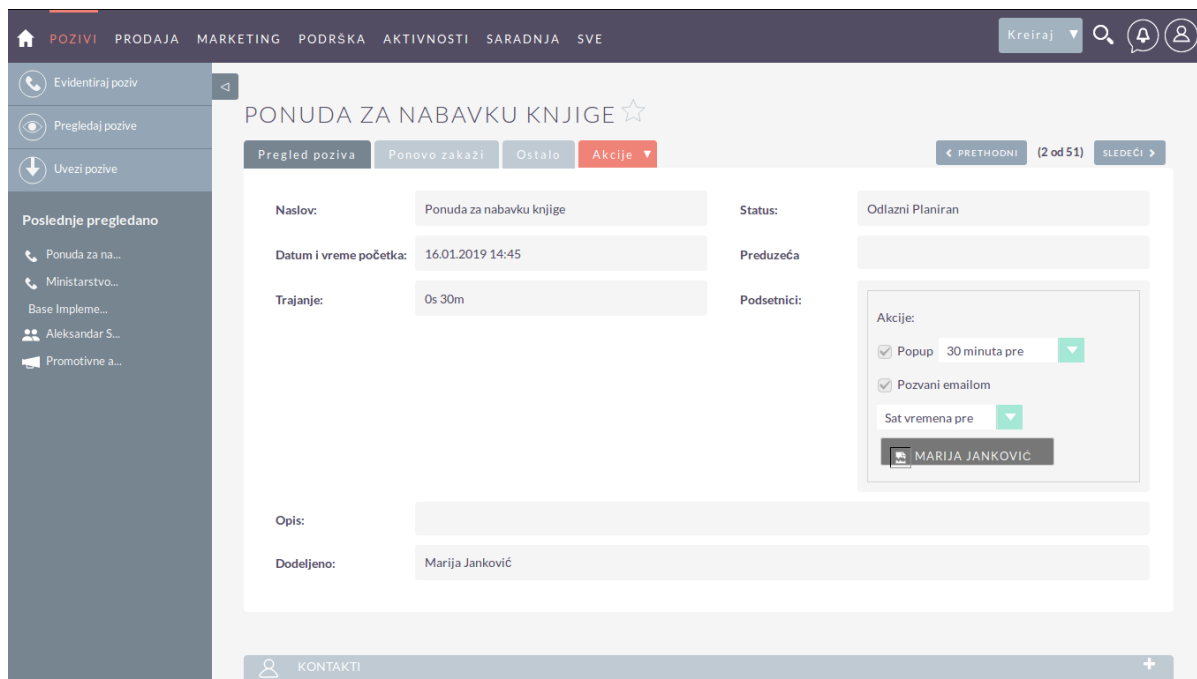 POZIVI PRODAJA MARKETING PODRŠKA AKTIVNOSTI SARADNJA SVE Kreiraj
Evidentiraj poziv
Pregledaj pozive
Uvezi pozive
Poslednje pregledano
Ponuda za na...
Ministarstvo...
Base Impleme...
Aleksandar S...
Promotivne a...
PONUDA ZA NABAVKU KNJIGE
Pregled poziva Ponovo zakaži Ostalo Akcije PRETHODNI (2 od 51) SLEDEĆI
Naslov: Ponuda za nabavku knjige Status: Odlazni Planiran
Datum i vreme početka: 16.01.2019 14:45 Preduzeća
Trajanje: 0s 30m Podsetnici:
Akcije:
Popup 30 minuta pre
Pozvani emailom
Sat vremena pre
MARIJA JANKOVIĆ
Opis:
Dodeljeno: Marija Janković
KONTAKTI